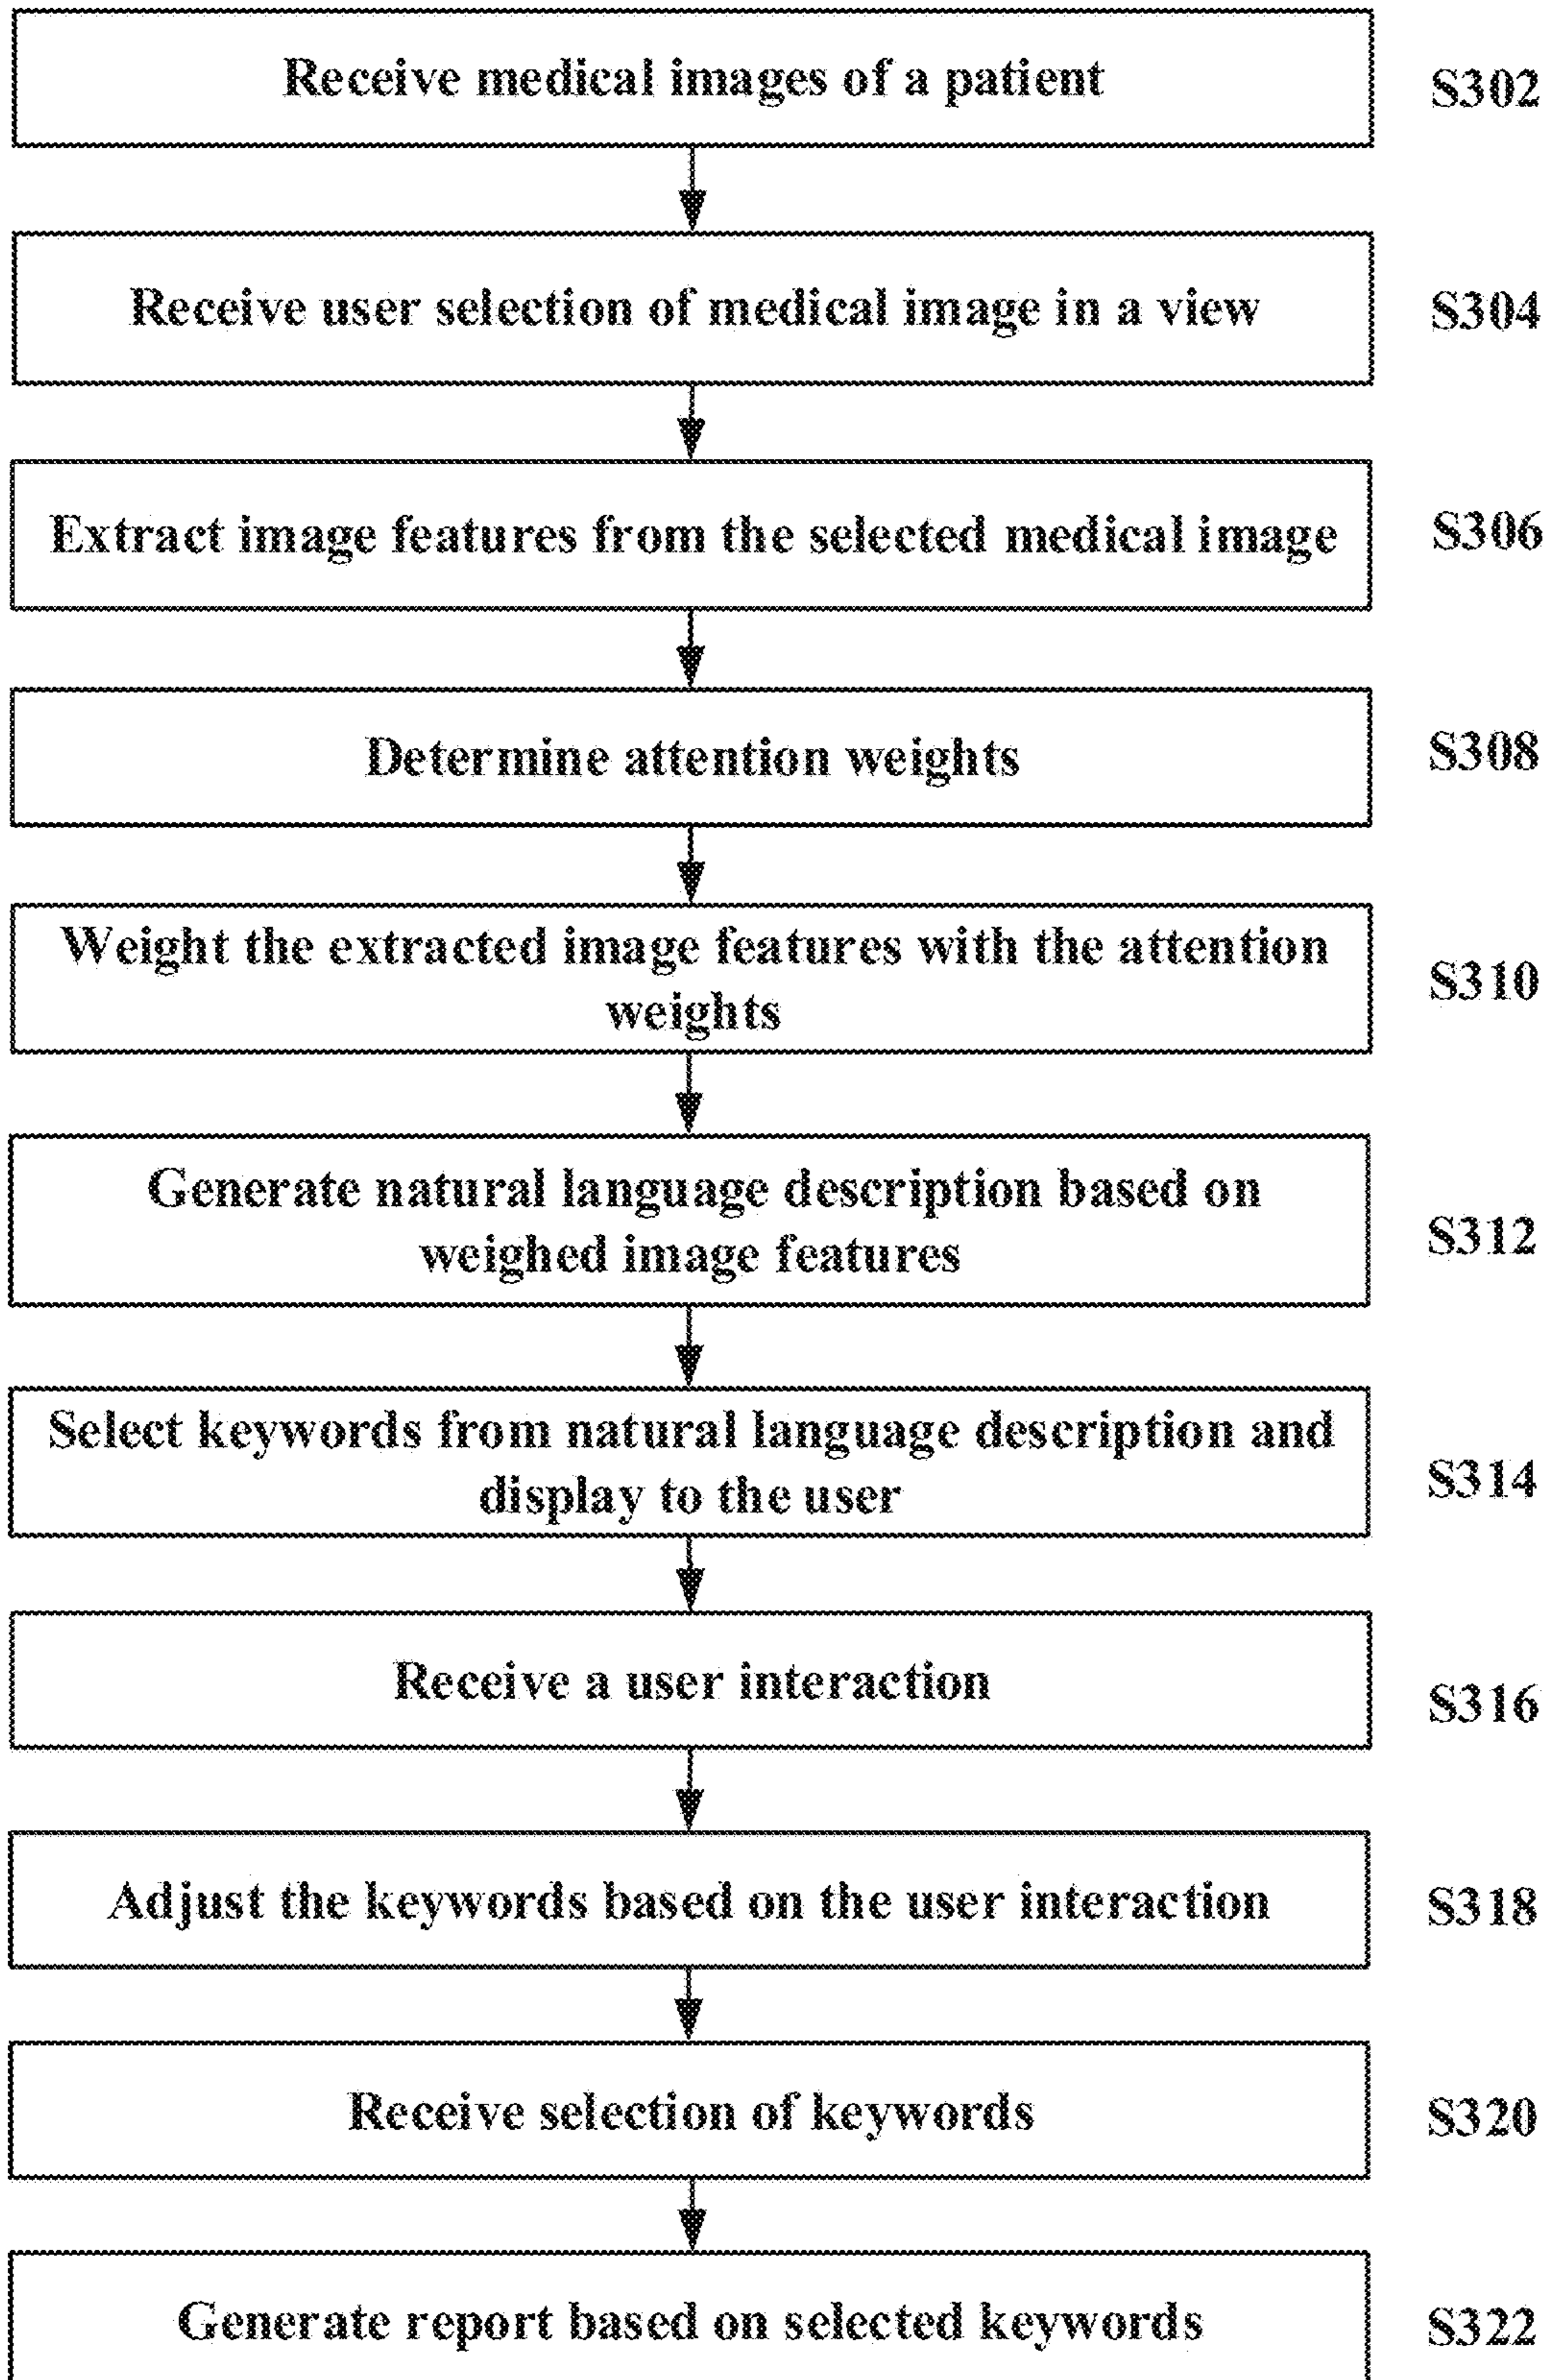 Receive medical images of a patient
S302
Receive user selection of medical image in a view
S304
Extract image features from the selected medical image
S306
Determine attention weights
S308
Weight the extracted image features with the attention
weights
S310
Generate natural language description based on
weighed image features
S312
Select keywords from natural language description and
display to the user
S314
Receive a user interaction
S316
Adjust the keywords based on the user interaction
S318
Receive selection of keywords
S320
Generate report based on selected keywords
S322